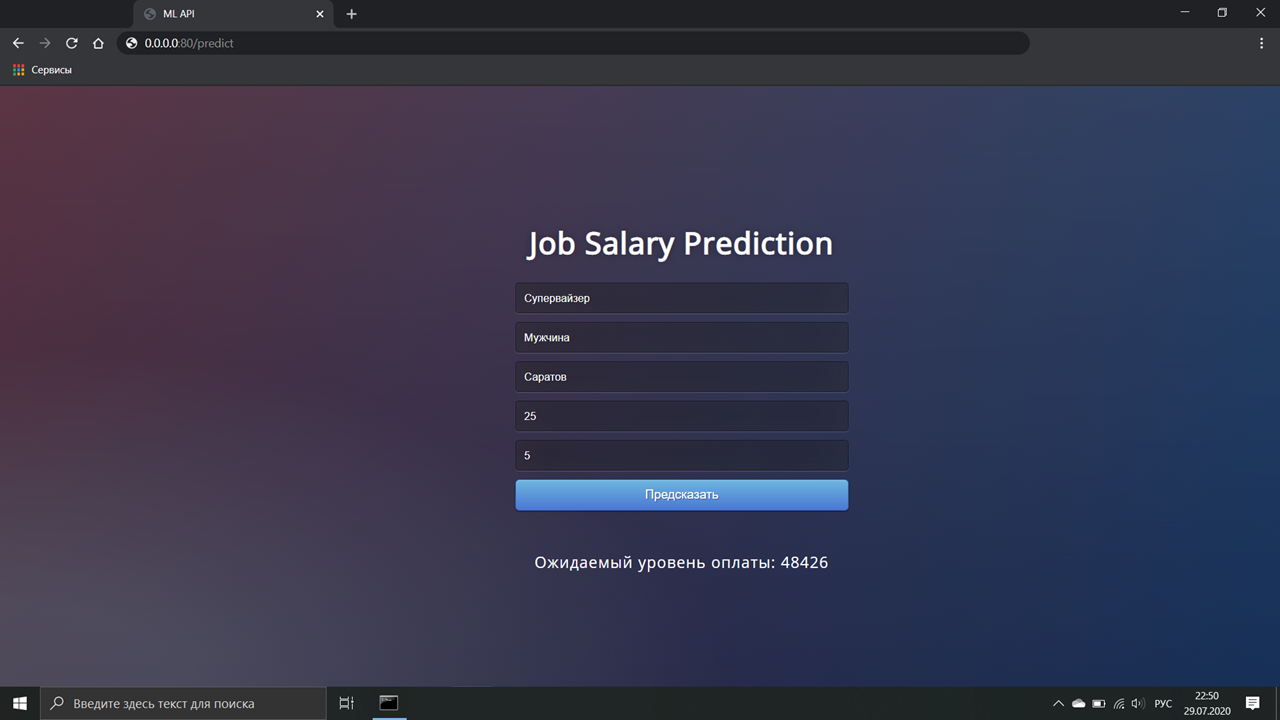 ML API
0.0.0.0:80/predict
Сервисы
Job Salary Prediction
Супервайзер
Мужчина
Саратов
25
5
Предсказать
Ожидаемый уровень оплаты: 48426
Введите здесь текст для поиска
РУС
22:50
29.07.2020